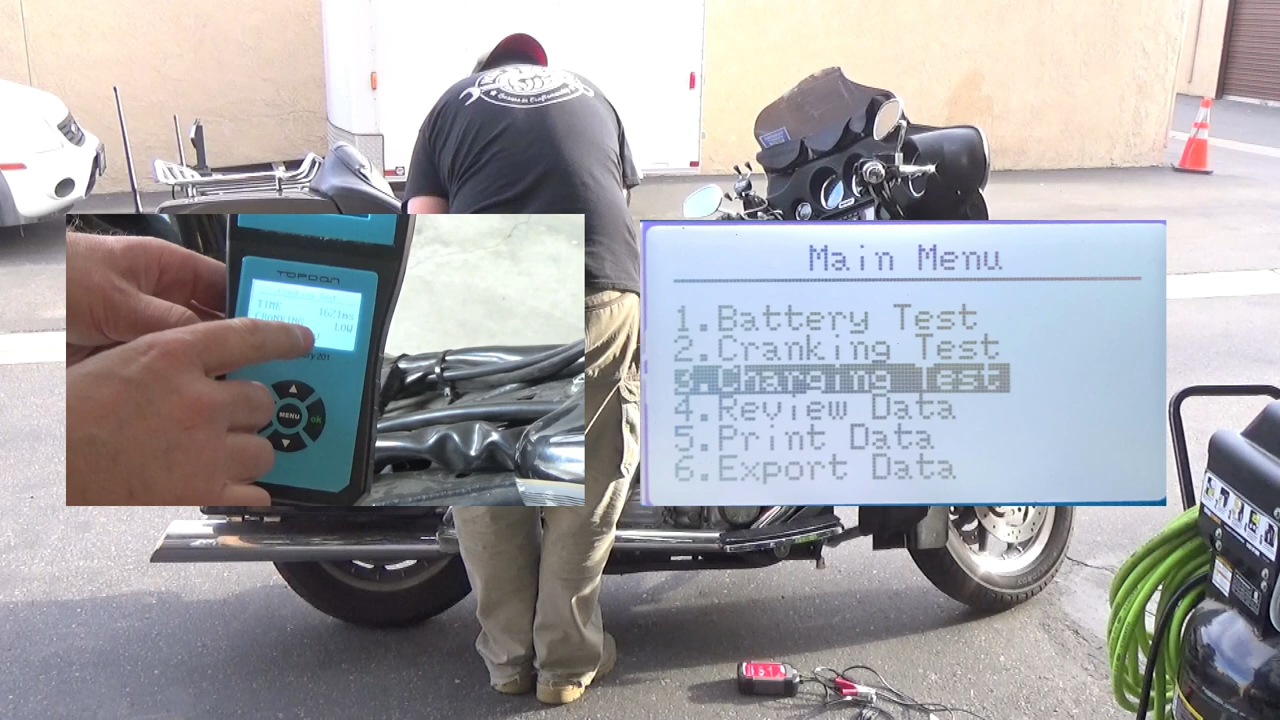 TOPDON
TIME 1621ms
CRANKING LOW
MENU
ok
Main Menu
1.Battery Test
2.Cranking Test
3.Charging Test
4.Review Data
5.Print Data
6.Export Data